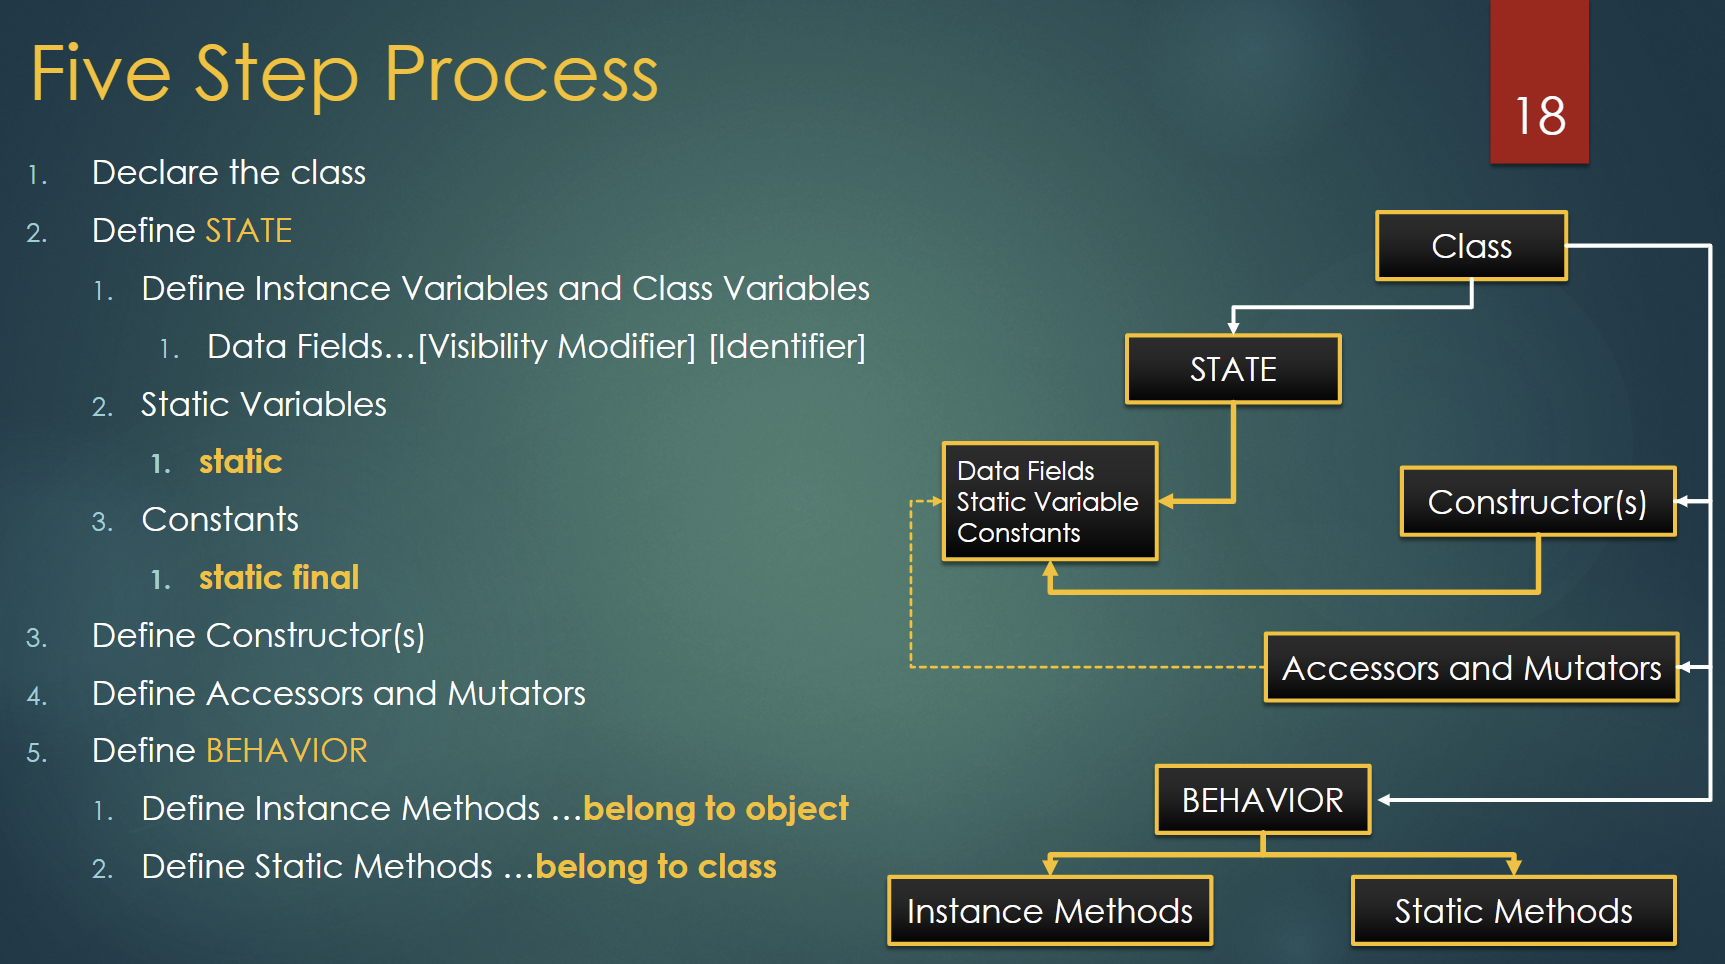 Five Step Process
18
1. Declare the class
2. Define STATE
1. Define Instance Variables and Class Variables
1. Data Fields...[Visibility Modifier] [Identifier]
2. Static Variables
1. static
3. Constants
1. static final
3. Define Constructor(s)
4. Define Accessors and Mutators
5. Define BEHAVIOR
1. Define Instance Methods ...belong to object
2. Define Static Methods ...belong to class
Class
STATE
Data Fields
Static Variable
Constants
Constructor(s)
Accessors and Mutators
BEHAVIOR
Instance Methods
Static Methods